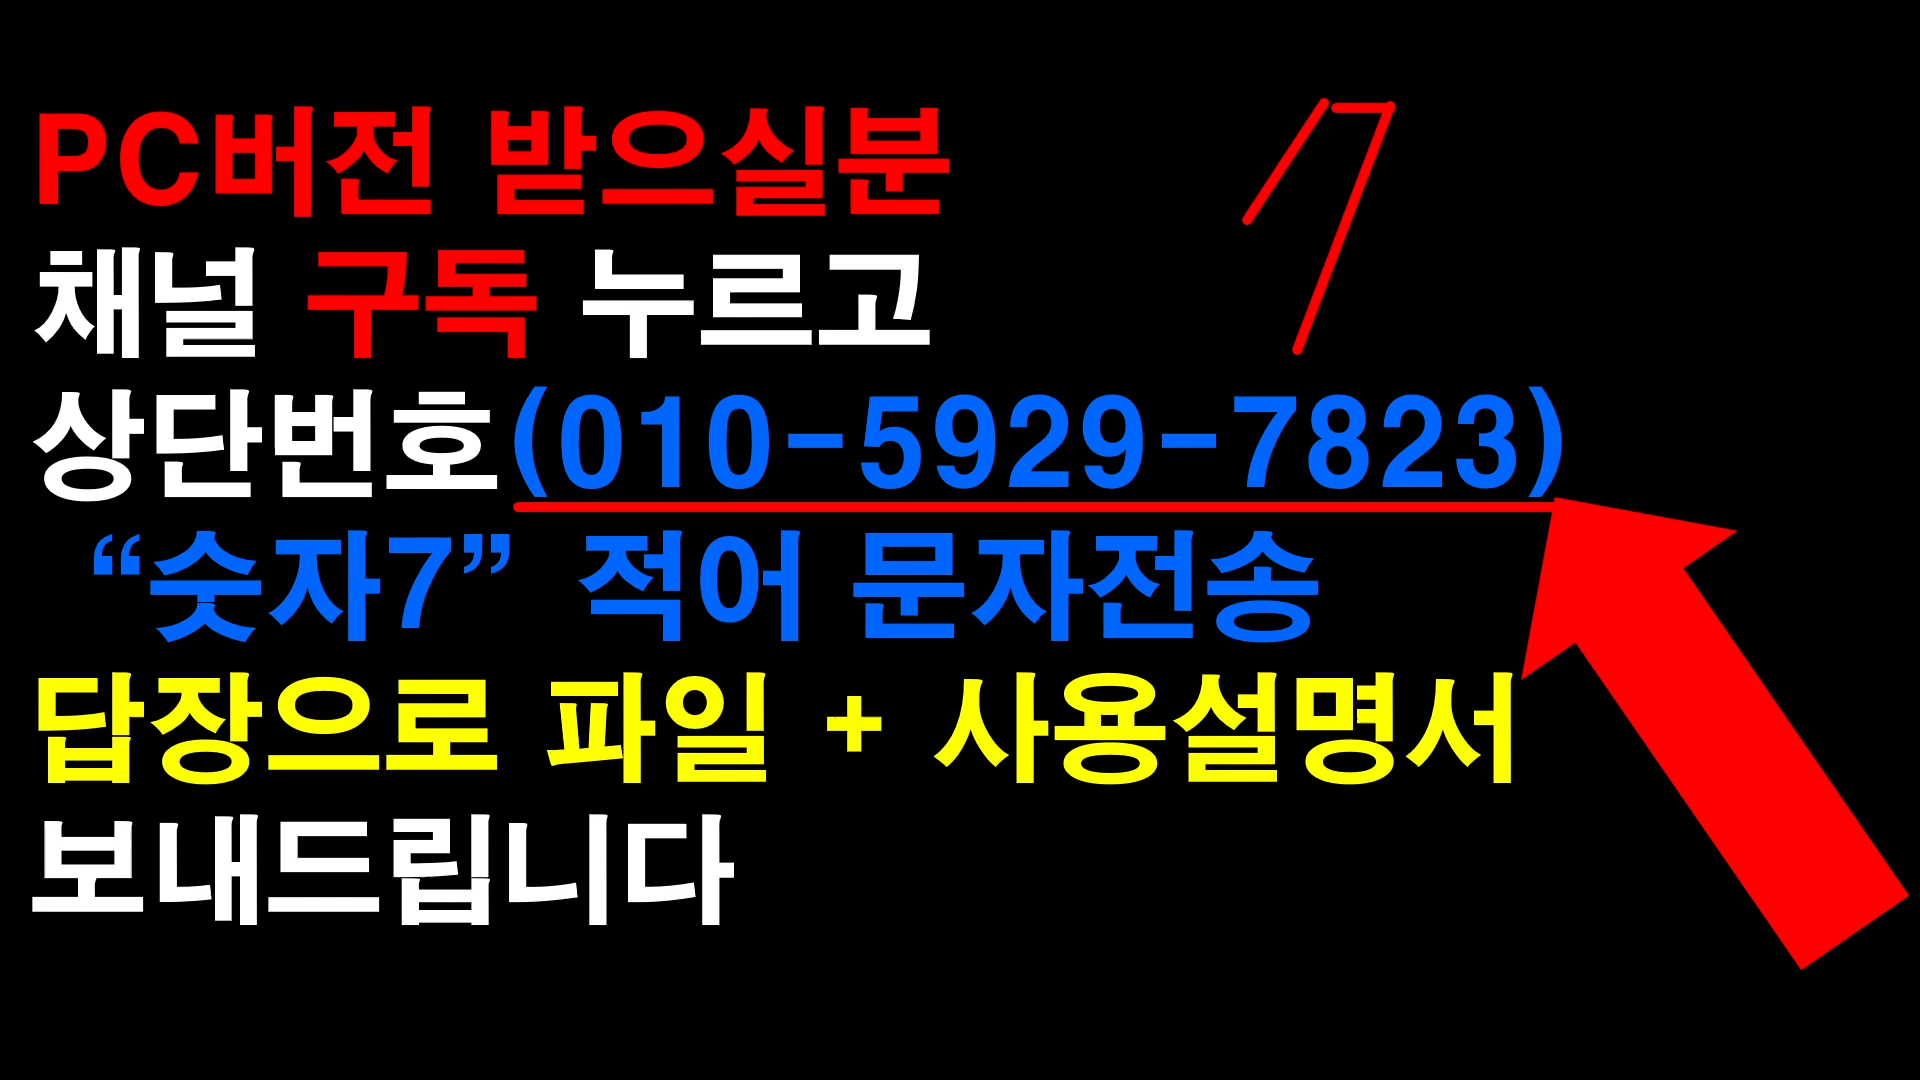 PC버전 받으실분
채널 구독 누르고
상단번호(010-5929-7823)
“숫자7” 적어 문자전송
답장으로 파일 + 사용설명서
보내드립니다
7